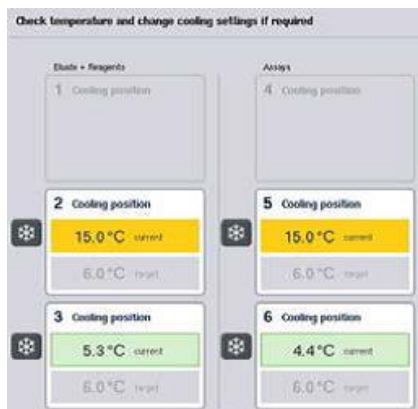 Check temperature and change cooling settings if required
Eluate + Reagents
Assays
1 Cooling position
4 Cooling position
2 Cooling position
5 Cooling position
15.0°C current
15.0°C current
6.0°C target
6.0°C target
3 Cooling position
6 Cooling position
5.3°C current
4.4°C current
6.0°C target
6.0°C target